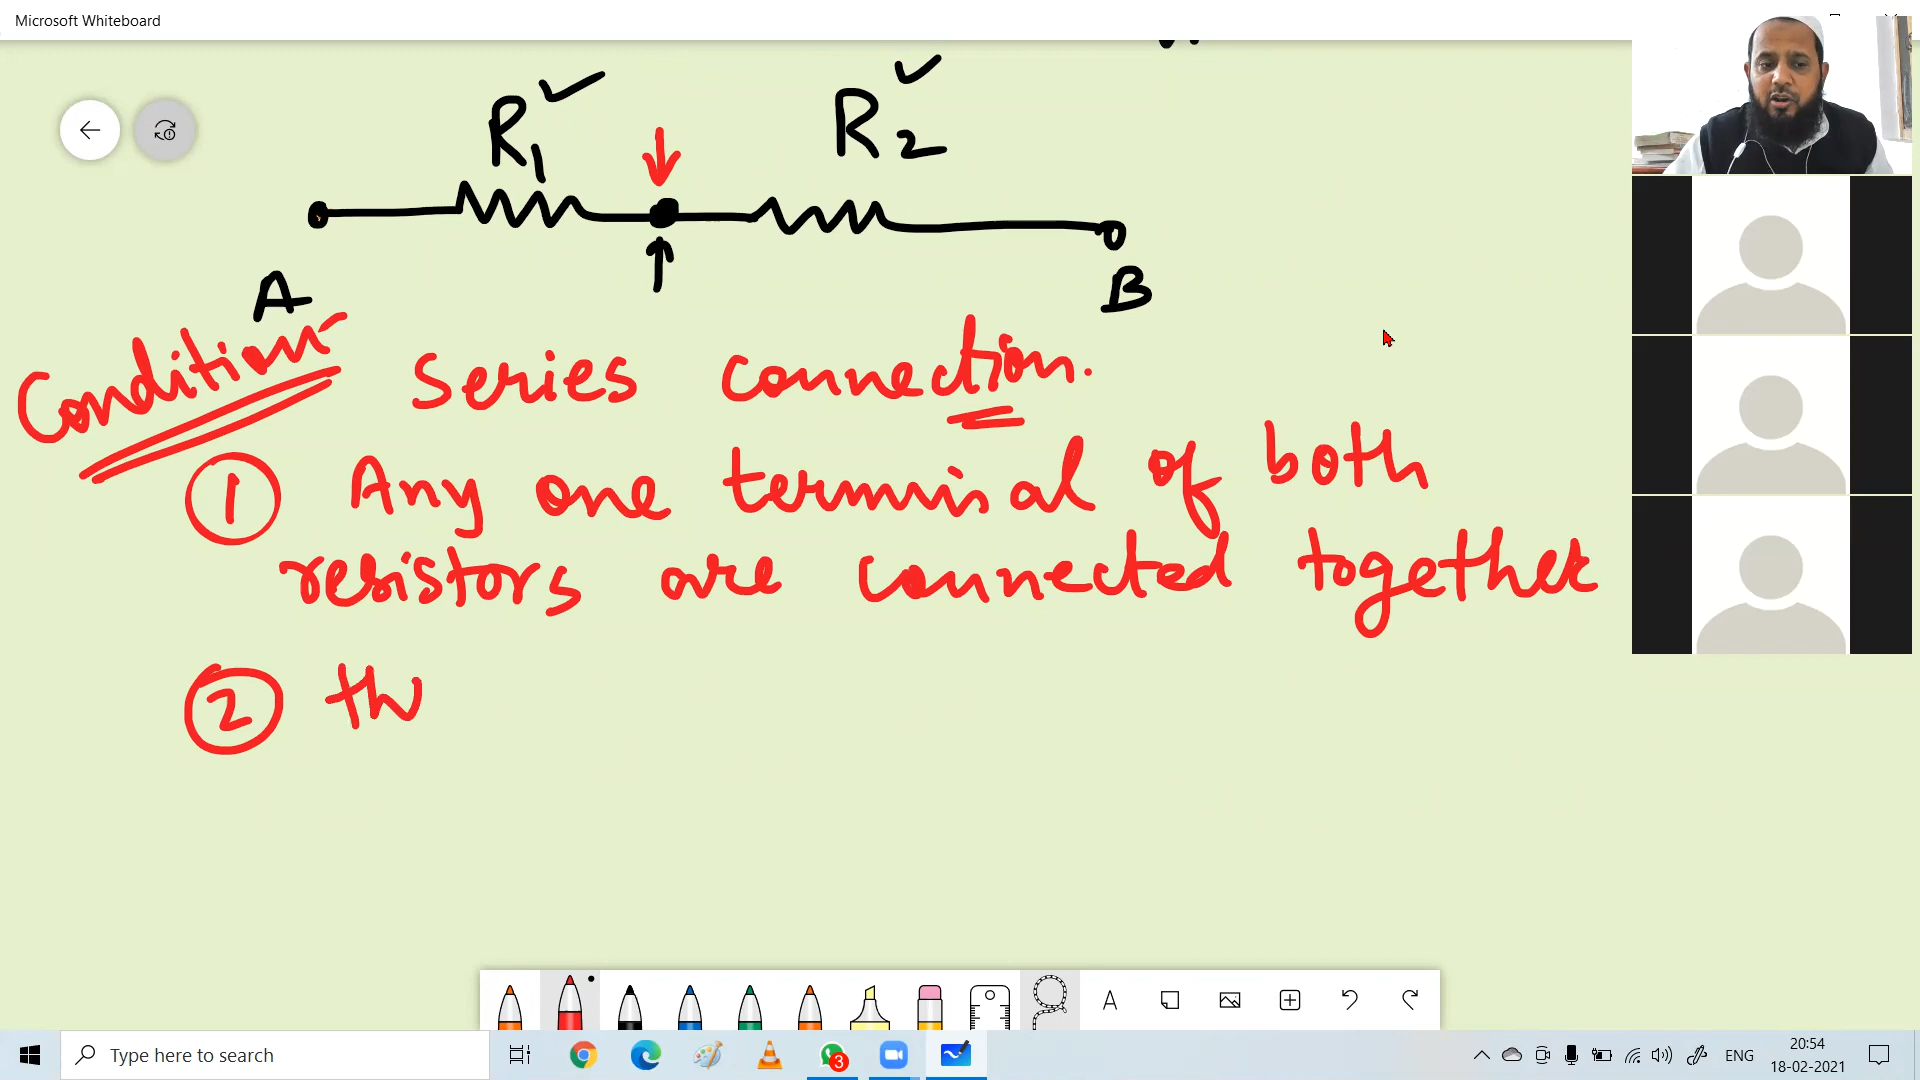 Microsoft Whiteboard
R1 R2
A B
Condition Series connection.
1 Any one terminal of both
resistors are connected together
2
A
Type here to search
3
ENG
20:54
18-02-2021